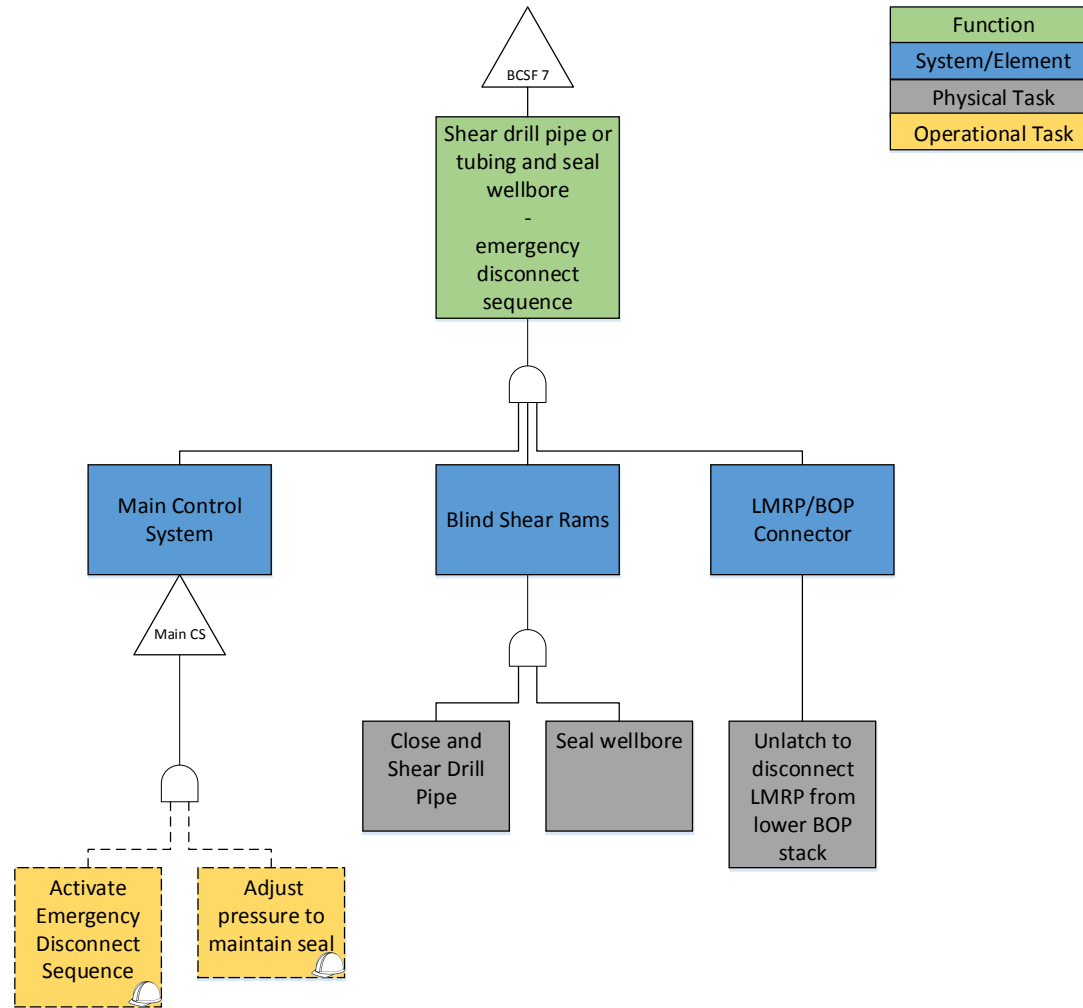 BCSF 7
Function
System/Element
Physical Task
Operational Task
Shear drill pipe or
tubing and seal
wellbore
-
emergency
disconnect
sequence
Main Control
System
Blind Shear Rams
LMRP/BOP
Connector
Main CS
Close and
Shear Drill
Pipe
Seal wellbore
Unlatch to
disconnect
LMRP from
lower BOP
stack
Activate
Emergency
Disconnect
Sequence
Adjust
pressure to
maintain seal